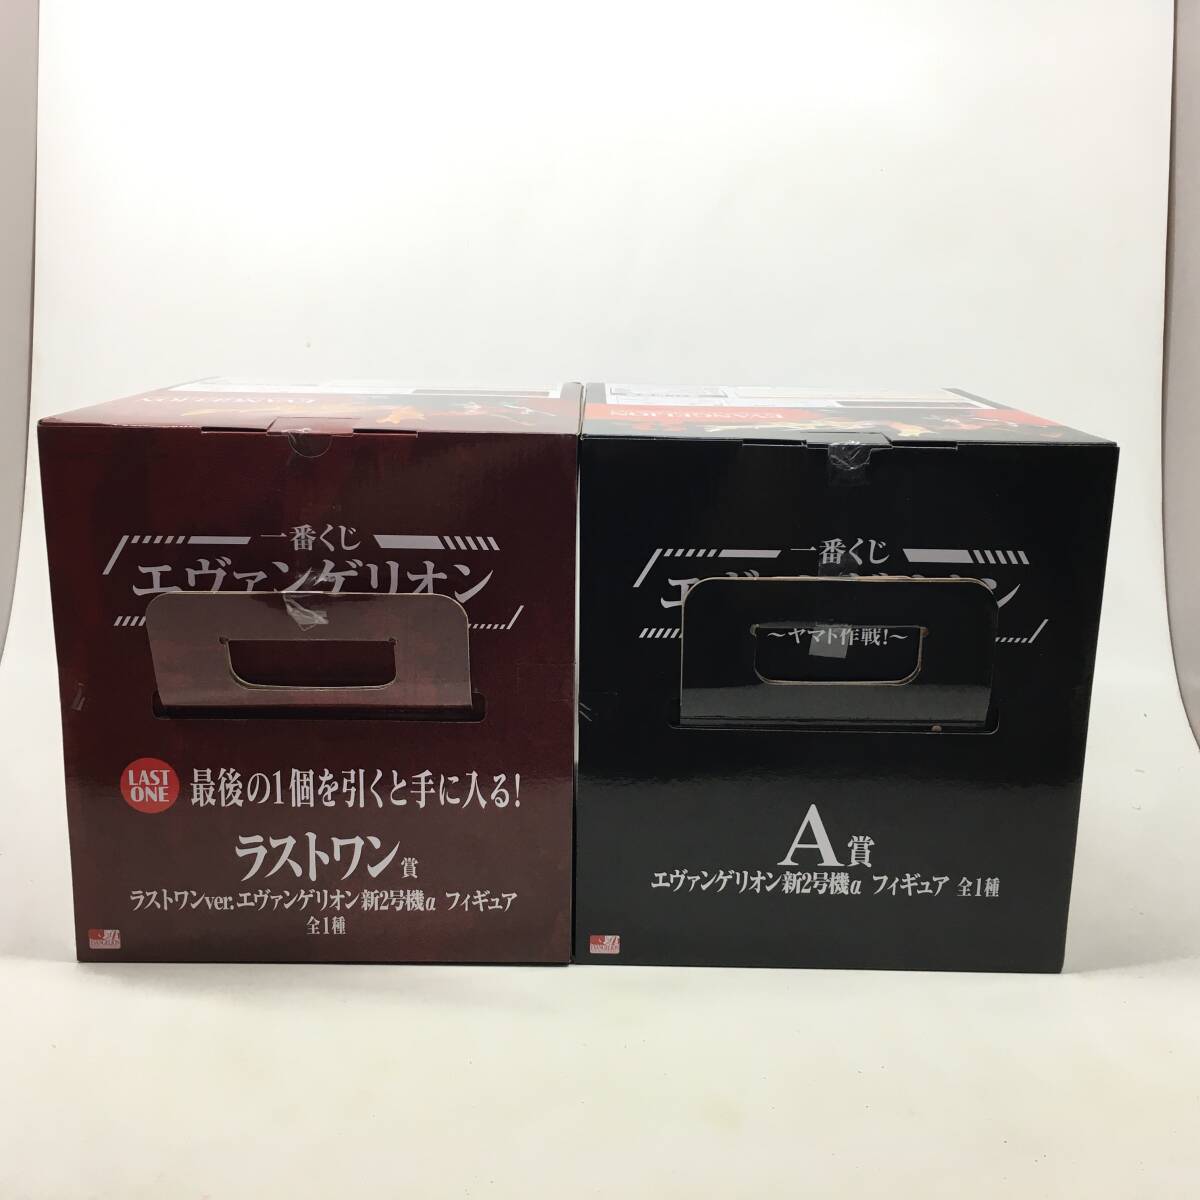 EVANGELION
一番くじ
エヴァンゲリオン
LAST
ONE
最後の1個を引くと手に入る!
ラストワン賞
ラストワンver.エヴァンゲリオン新2号機α フィギュア
全1種
EVANGELION
EVANGELION
一番くじ
～ヤマト作戦!～
A賞
エヴァンゲリオン新2号機α フィギュア 全1種
EVANGELION